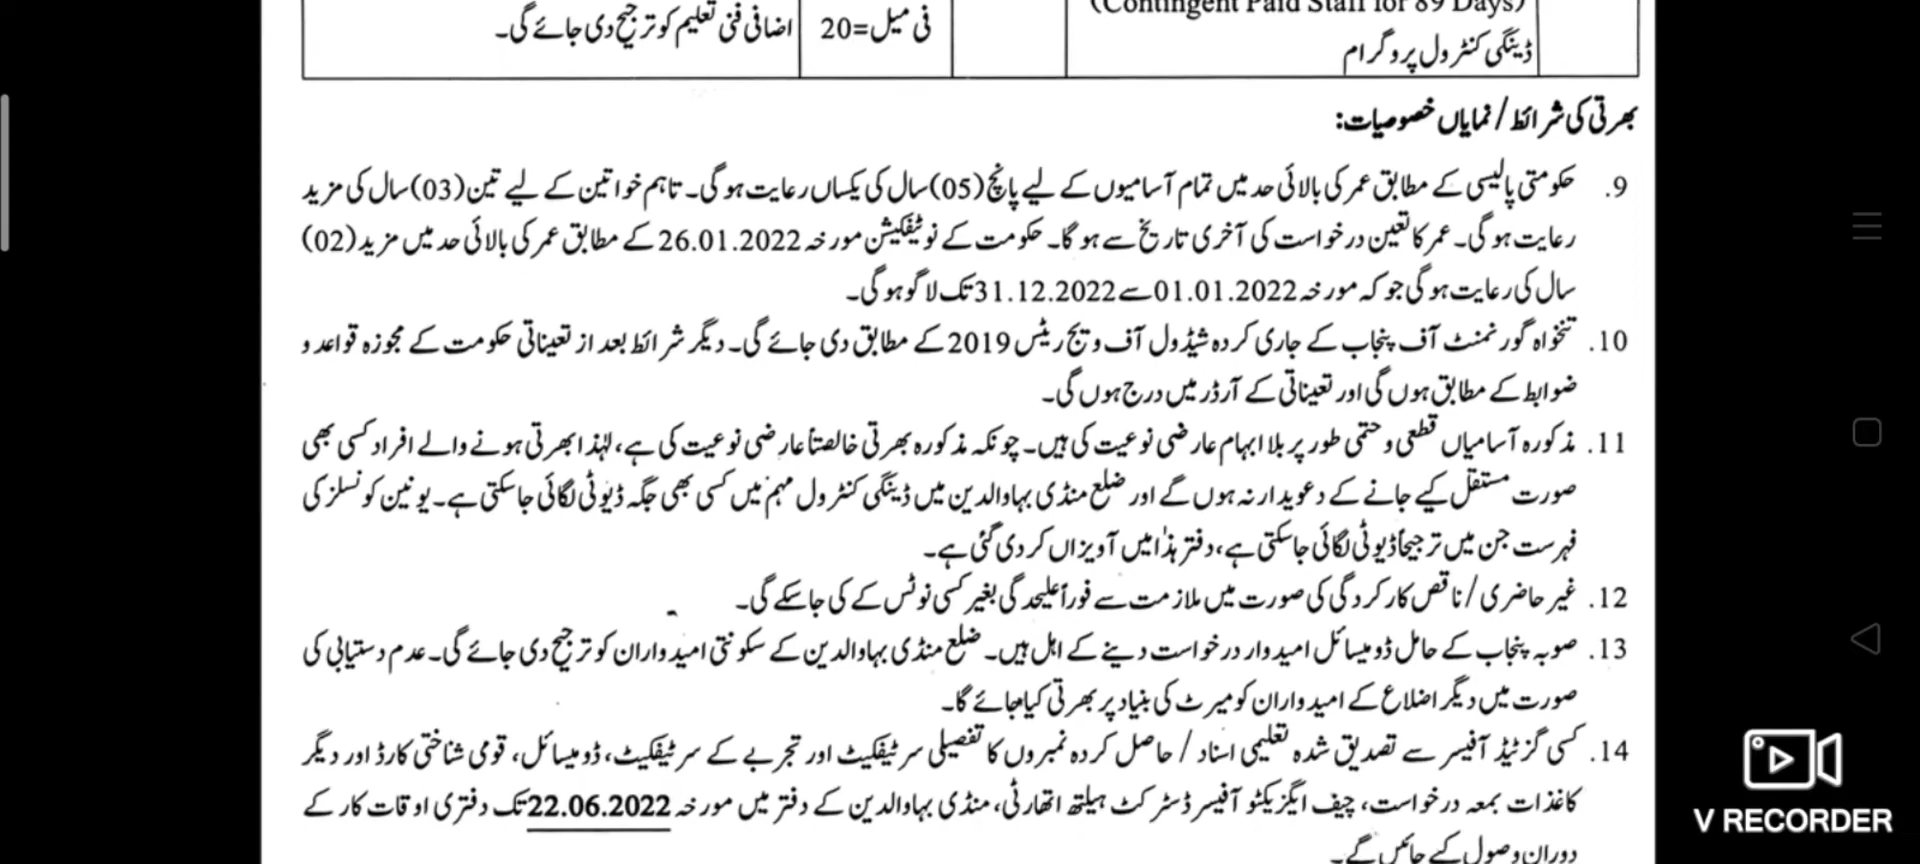 (Contingent Paid Staff for 89 Days)
ڈینگی کنٹرول پروگرام
فی میل=20
اضافی فنی تعلیم کو ترجیح دی جائے گی۔
بھرتی کی شرائط/نمایاں خصوصیات:
9. حکومتی پالیسی کے مطابق عمر کی بالائی حد میں تمام آسامیوں کے لیے پانچ (05) سال کی یکساں رعایت ہوگی۔ تاہم خواتین کے لیے تین (03) سال کی مزید
رعایت ہوگی۔ عمر کا تعین درخواست کی آخری تاریخ سے ہوگا۔ حکومت کے نوٹیفکیشن مورخہ 26.01.2022 کے مطابق عمر کی بالائی حد میں مزید (02)
سال کی رعایت ہوگی جو کہ مورخہ 01.01.2022 سے 31.12.2022 تک لاگو ہوگی۔
10. تنخواہ گورنمنٹ آف پنجاب کے جاری کردہ شیڈول آف ویج ریٹس 2019 کے مطابق دی جائے گی۔ دیگر شرائط بعد از تعیناتی حکومت کے مجوزہ قواعد و
ضوابط کے مطابق ہوں گی اور تعیناتی کے آرڈر میں درج ہوں گی۔
11. مذکورہ آسامیاں قطعی و حتمی طور پر بلا ابہام عارضی نوعیت کی ہیں۔ چونکہ مذکورہ بھرتی خالصتاً عارضی نوعیت کی ہے، لہٰذا بھرتی ہونے والے افراد کسی بھی
صورت مستقل کیے جانے کے دعویدار نہ ہوں گے اور ضلع منڈی بہاوالدین میں ڈینگی کنٹرول مہم میں کسی بھی جگہ ڈیوٹی لگائی جاسکتی ہے۔ یونین کونسلز کی
فہرست جن میں ترجیحاً ڈیوٹی لگائی جاسکتی ہے، دفتر ہٰذا میں آویزاں کر دی گئی ہے۔
12. غیر حاضری/ناقص کارکردگی کی صورت میں ملازمت سے فوراً علیحدگی بغیر کسی نوٹس کے کی جاسکے گی۔
13. صوبہ پنجاب کے حامل ڈومیسائل امیدوار درخواست دینے کے اہل ہیں۔ ضلع منڈی بہاوالدین کے سکونتی امیدواران کو ترجیح دی جائے گی۔ عدم دستیابی کی
صورت میں دیگر اضلاع کے امیدواران کو میرٹ کی بنیاد پر بھرتی کیا جائے گا۔
14. کسی گزٹیڈ آفیسر سے تصدیق شدہ تعلیمی اسناد / حاصل کردہ نمبروں کا تفصیلی سرٹیفکیٹ اور تجربے کے سرٹیفکیٹ، ڈومیسائل، قومی شناختی کارڈ اور دیگر
کاغذات بمعہ درخواست، چیف ایگزیکٹو آفیسر ڈسٹرکٹ ہیلتھ اتھارٹی، منڈی بہاوالدین کے دفتر میں مورخہ 22.06.2022 تک دفتری اوقات کار کے
دوران وصول کیے جائیں گے۔
V RECORDER